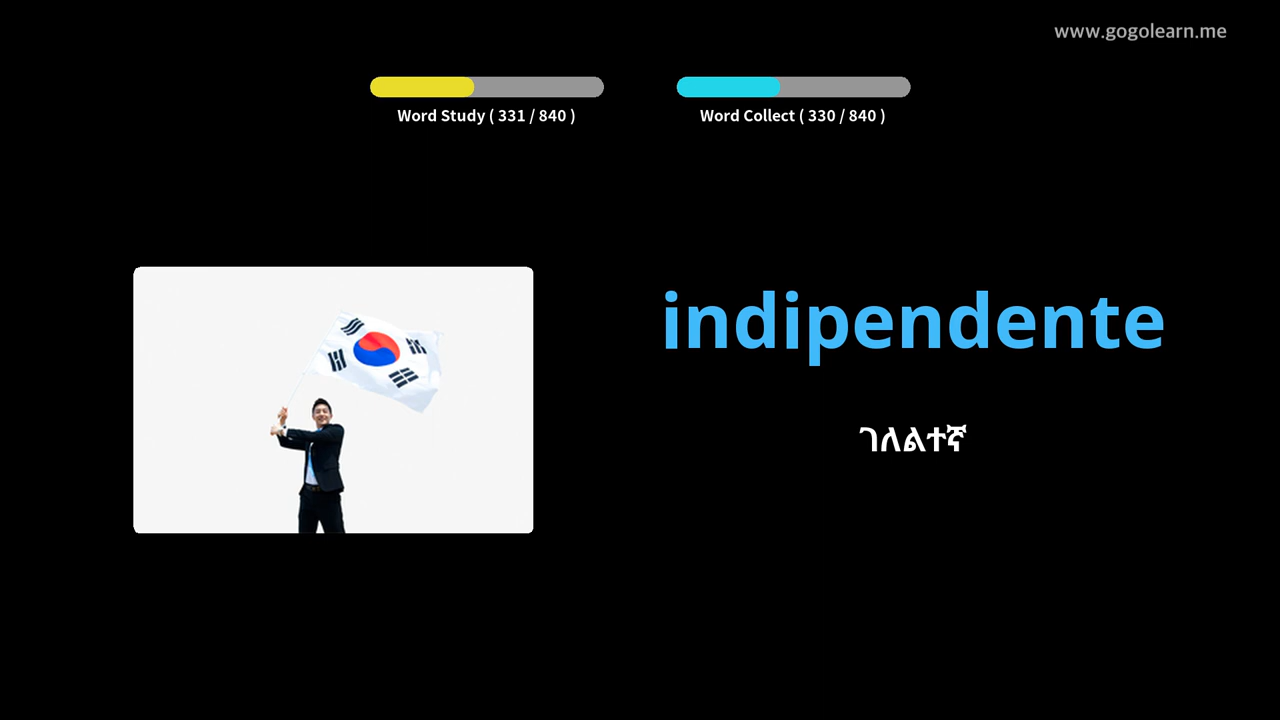 www.gogolearn.me
Word Study ( 331 / 840 )
Word Collect ( 330 / 840 )
indipendente
ገለልተኛ